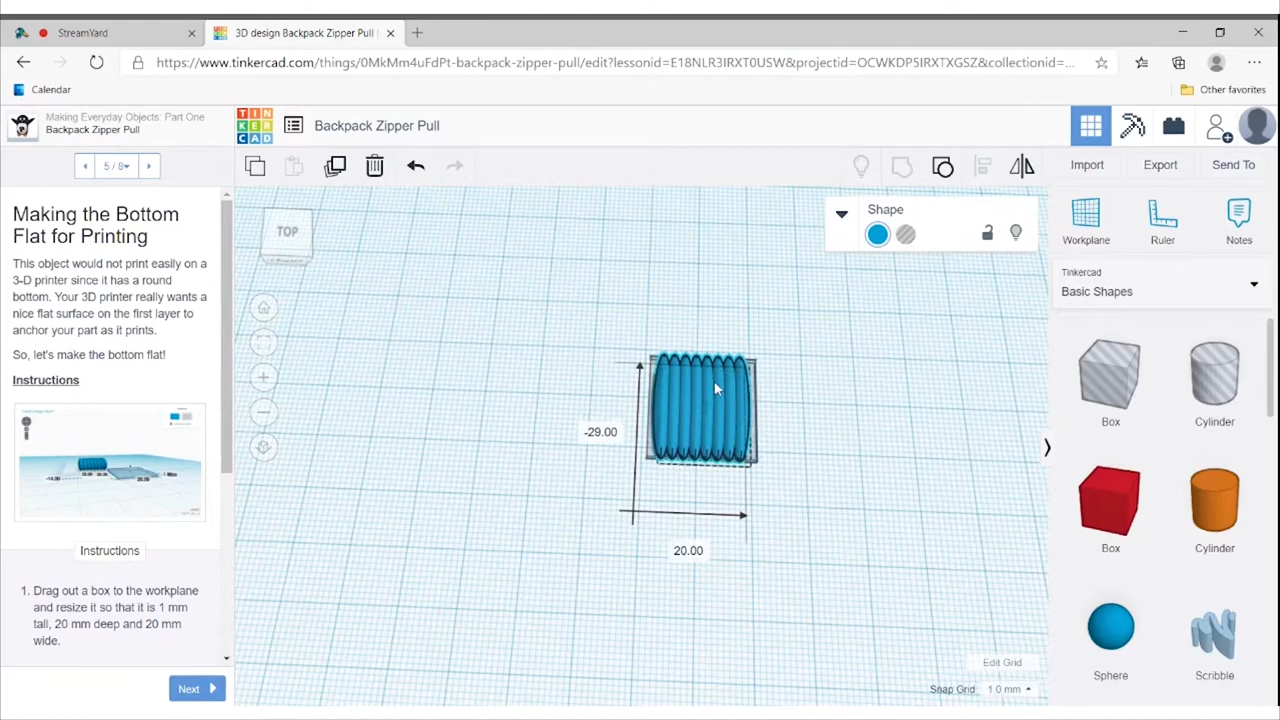 StreamYard
3D design Backpack Zipper Pull
https://www.tinkercad.com/things/0MkMm4uFdPt-backpack-zipper-pull/edit?lessonid=E18NLR3IRXT0USW&projectid=OCWKDP5IRXTXGSZ&collectionid=...
Calendar
Other favorites
Making Everyday Objects: Part One
Backpack Zipper Pull
TIN
KER
CAD
Backpack Zipper Pull
5 / 8
Import
Export
Send To
Making the Bottom
Flat for Printing
This object would not print easily on a
3-D printer since it has a round
bottom. Your 3D printer really wants a
nice flat surface on the first layer to
anchor your part as it prints.
So, let's make the bottom flat!
Instructions
Instructions
1. Drag out a box to the workplane
and resize it so that it is 1 mm
tall, 20 mm deep and 20 mm
wide.
Next
TOP
Shape
-29.00
20.00
Edit Grid
Snap Grid 1.0 mm
Workplane
Ruler
Notes
Tinkercad
Basic Shapes
Box
Cylinder
Box
Cylinder
Sphere
Scribble